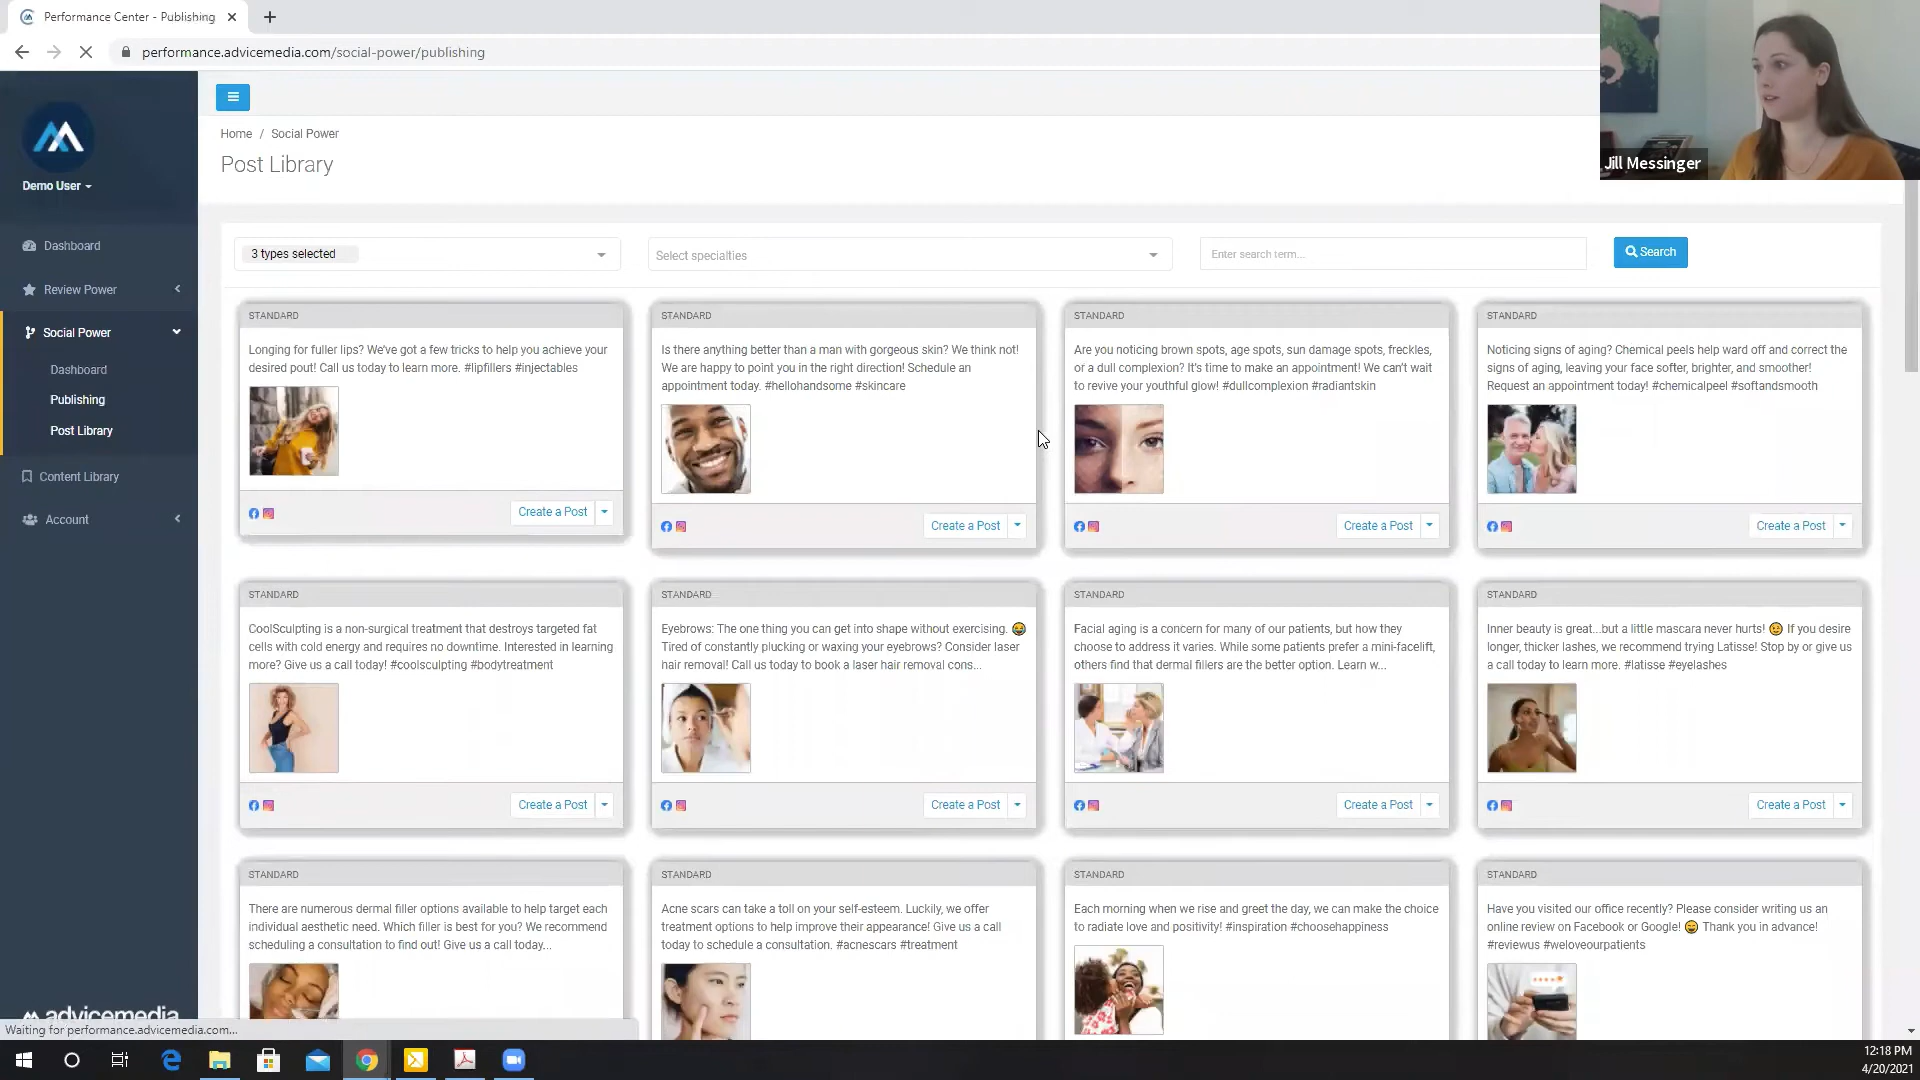 Performance Center - Publishing
performance.advicemedia.com/social-power/publishing
Jill Messinger
Demo User
Dashboard
Review Power
Social Power
Dashboard
Publishing
Post Library
Content Library
Account
advicemedia
Waiting for performance.advicemedia.com...
Home / Social Power
Post Library
3 types selected
Select specialties
Enter search term...
Search
STANDARD
Longing for fuller lips? We've got a few tricks to help you achieve your
desired pout! Call us today to learn more. #lipfillers #injectables
Create a Post
STANDARD
Is there anything better than a man with gorgeous skin? We think not!
We are happy to point you in the right direction! Schedule an
appointment today. #hellohandsome #skincare
Create a Post
STANDARD
Are you noticing brown spots, age spots, sun damage spots, freckles,
or a dull complexion? It's time to make an appointment! We can't wait
to revive your youthful glow! #dullcomplexion #radiantskin
Create a Post
STANDARD
Noticing signs of aging? Chemical peels help ward off and correct the
signs of aging, leaving your face softer, brighter, and smoother!
Request an appointment today! #chemicalpeel #softandsmooth
Create a Post
STANDARD
CoolSculpting is a non-surgical treatment that destroys targeted fat
cells with cold energy and requires no downtime. Interested in learning
more? Give us a call today! #coolsculpting #bodytreatment
Create a Post
STANDARD
Eyebrows: The one thing you can get into shape without exercising. 😂
Tired of constantly plucking or waxing your eyebrows? Consider laser
hair removal! Call us today to book a laser hair removal cons...
Create a Post
STANDARD
Facial aging is a concern for many of our patients, but how they
choose to address it varies. While some patients prefer a mini-facelift,
others find that dermal fillers are the better option. Learn w...
Create a Post
STANDARD
Inner beauty is great...but a little mascara never hurts! 😉 If you desire
longer, thicker lashes, we recommend trying Latisse! Stop by or give us
a call today to learn more. #latisse #eyelashes
Create a Post
STANDARD
There are numerous dermal filler options available to help target each
individual aesthetic need. Which filler is best for you? We recommend
scheduling a consultation to find out! Give us a call today...
STANDARD
Acne scars can take a toll on your self-esteem. Luckily, we offer
treatment options to help improve their appearance! Give us a call
today to schedule a consultation. #acnescars #treatment
STANDARD
Each morning when we rise and greet the day, we can make the choice
to radiate love and positivity! #inspiration #choosehappiness
STANDARD
Have you visited our office recently? Please consider writing us an
online review on Facebook or Google! 😄 Thank you in advance!
#reviewus #weloveourpatients
12:18 PM
4/20/2021